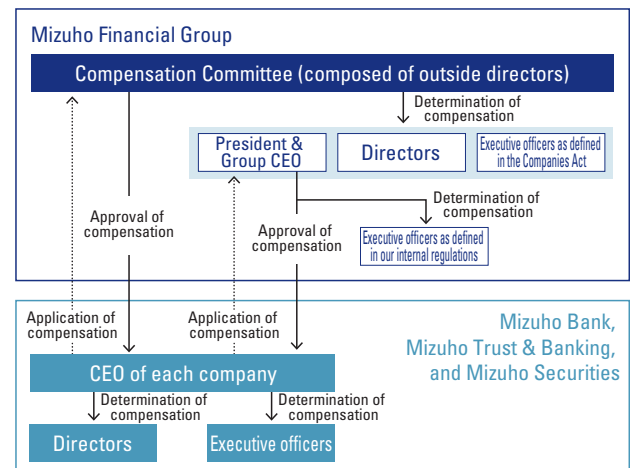 Mizuho Financial Group
Compensation Committee (composed of outside directors)
Determination of
compensation
President &
Group CEO
Directors
Executive officers as defined
in the Companies Act
Determination of
compensation
Approval of
compensation
Approval of
compensation
Executive officers as defined
in our internal regulations
Application of
compensation
Application of
compensation
Mizuho Bank,
Mizuho Trust & Banking,
and Mizuho Securities
CEO of each company
Determination of
compensation
Determination of
compensation
Directors
Executive officers